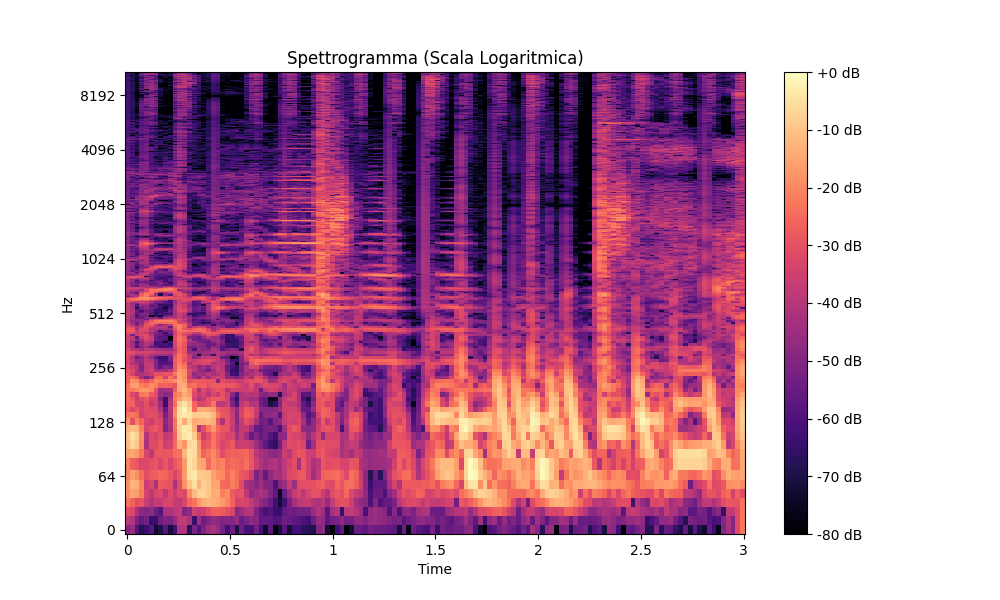 Spettrogramma (Scala Logaritmica)
Hz
8192
4096
2048
1024
512
256
128
64
0
0 0.5 1 1.5 2 2.5 3
Time
+0 dB
-10 dB
-20 dB
-30 dB
-40 dB
-50 dB
-60 dB
-70 dB
-80 dB